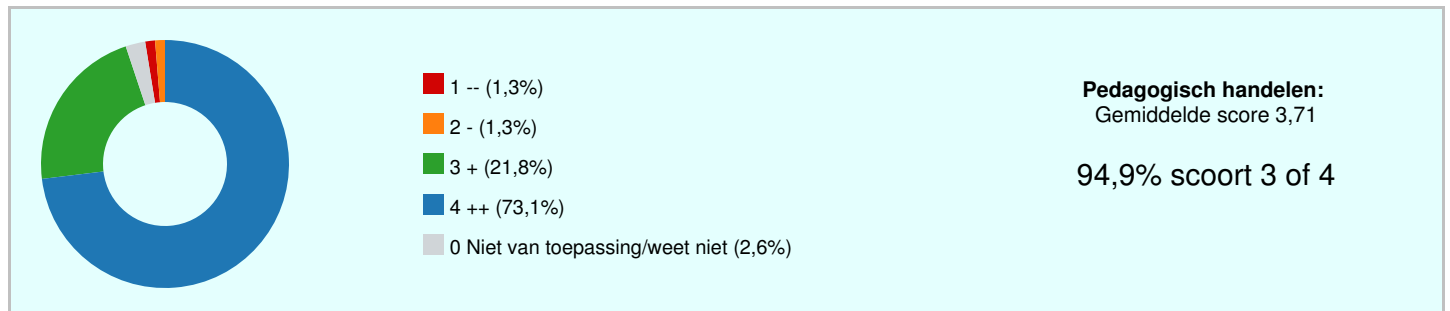 1 -- (1,3%)
2 - (1,3%)
3 + (21,8%)
4 ++ (73,1%)
0 Niet van toepassing/weet niet (2,6%)
Pedagogisch handelen:
Gemiddelde score 3,71
94,9% scoort 3 of 4